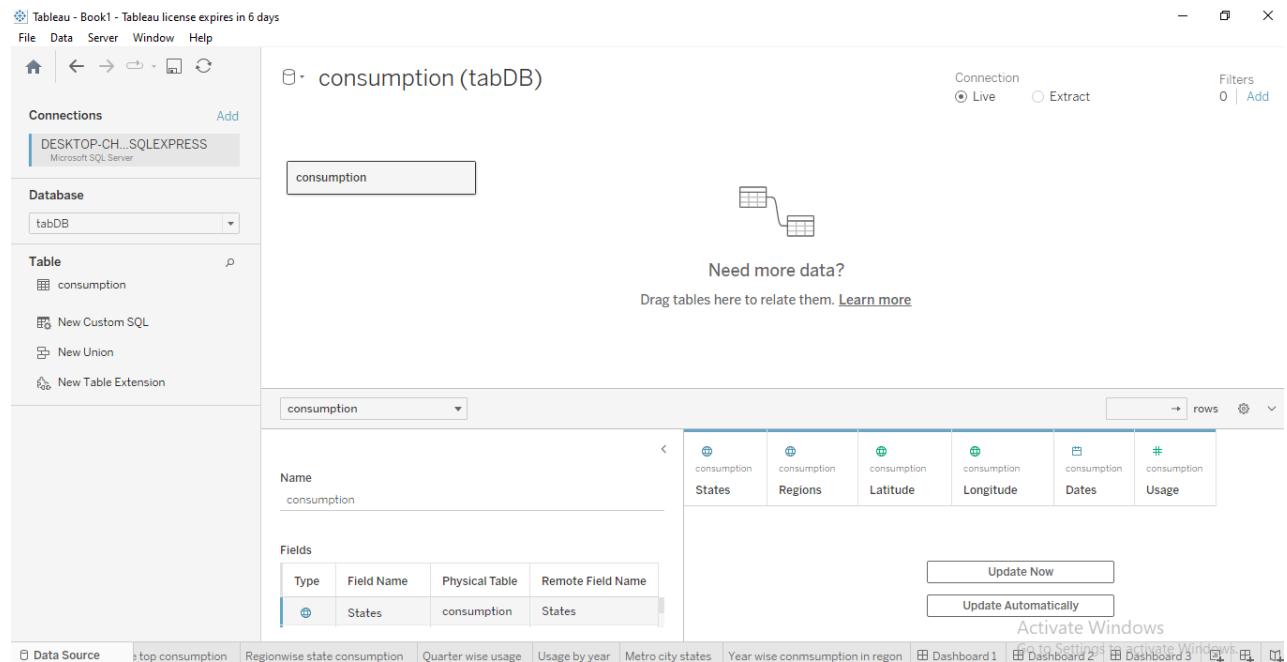 Tableau - Book1 - Tableau license expires in 6 days
File Data Server Window Help
consumption (tabDB)
Connection
Live Extract
Filters
0 Add
Connections Add
DESKTOP-CH...SQLEXPRESS
Microsoft SQL Server
Database
tabDB
Table
consumption
New Custom SQL
New Union
New Table Extension
consumption
Need more data?
Drag tables here to relate them. Learn more
consumption
rows
Name
consumption
Fields
Type Field Name Physical Table Remote Field Name
States consumption States
consumption consumption consumption consumption consumption consumption
States Regions Latitude Longitude Dates Usage
Update Now
Update Automatically
Activate Windows
Go to Settings to activate Windows.
Data Source top consumption Regionwise state consumption Quarter wise usage Usage by year Metro city states Year wise conmsumption in regon Dashboard 1 Dashboard 2 Dashboard 3